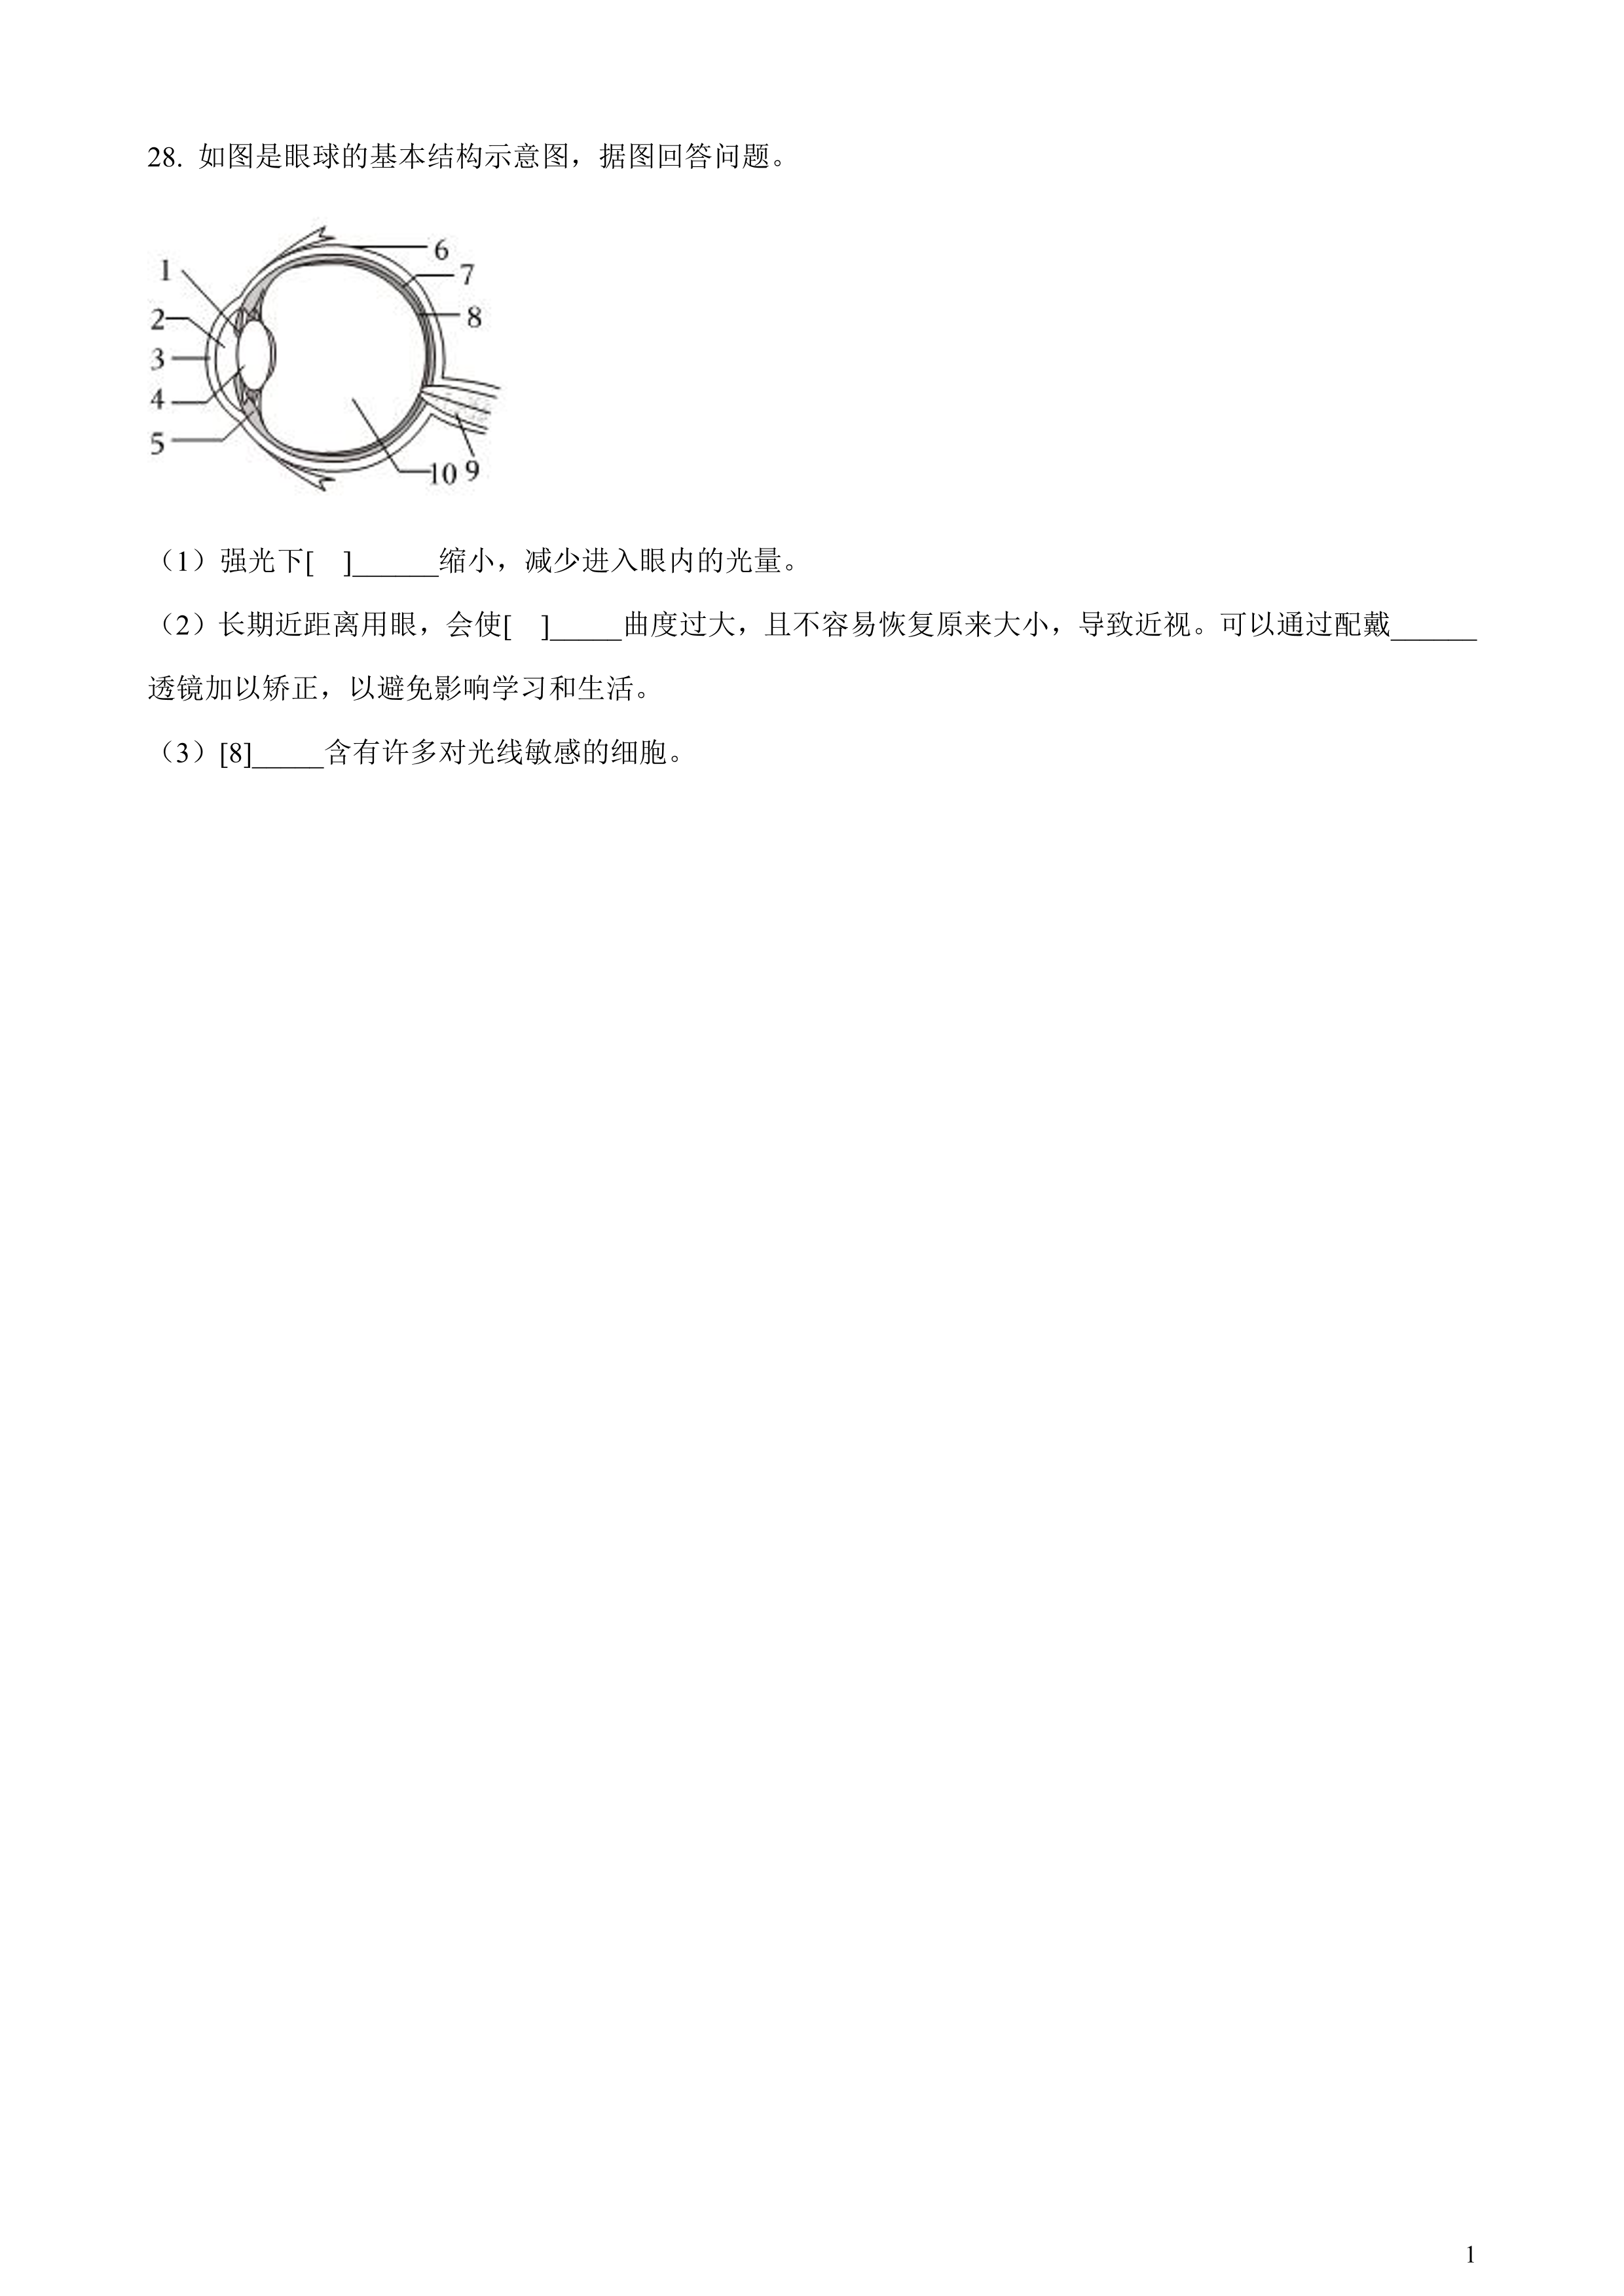 28. 如图是眼球的基本结构示意图，据图回答问题。
1
2
3
4
5
6
7
8
9
10
（1）强光下[　]______缩小，减少进入眼内的光量。
（2）长期近距离用眼，会使[　]_____曲度过大，且不容易恢复原来大小，导致近视。可以通过配戴______
透镜加以矫正，以避免影响学习和生活。
（3）[8]_____含有许多对光线敏感的细胞。
1